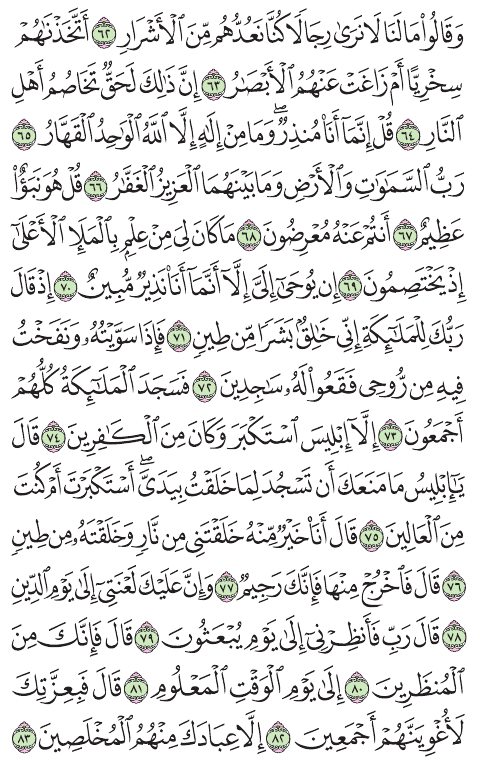 وَقَالُوا۟ مَا لَنَا لَا نَرَىٰ رِجَالًا كُنَّا نَعُدُّهُم مِّنَ ٱلْأَشْرَارِ ٦٢ أَتَّخَذْنَٰهُمْ
سِخْرِيًّا أَمْ زَاغَتْ عَنْهُمُ ٱلْأَبْصَٰرُ ٦٣ إِنَّ ذَٰلِكَ لَحَقٌّ تَخَاصُمُ أَهْلِ
ٱلنَّارِ ٦٤ قُلْ إِنَّمَآ أَنَا۠ مُنذِرٌ ۖ وَمَا مِنْ إِلَٰهٍ إِلَّا ٱللَّهُ ٱلْوَٰحِدُ ٱلْقَهَّارُ ٦٥
رَبُّ ٱلسَّمَٰوَٰتِ وَٱلْأَرْضِ وَمَا بَيْنَهُمَا ٱلْعَزِيزُ ٱلْغَفَّٰرُ ٦٦ قُلْ هُوَ نَبَؤٌا۟
عَظِيمٌ ٦٧ أَنتُمْ عَنْهُ مُعْرِضُونَ ٦٨ مَا كَانَ لِىَ مِنْ عِلْمٍۭ بِٱلْمَلَإِ ٱلْأَعْلَىٰٓ
إِذْ يَخْتَصِمُونَ ٦٩ إِن يُوحَىٰٓ إِلَىَّ إِلَّآ أَنَّمَآ أَنَا۠ نَذِيرٌ مُّبِينٌ ٧٠ إِذْ قَالَ
رَبُّكَ لِلْمَلَٰٓئِكَةِ إِنِّى خَٰلِقٌۢ بَشَرًا مِّن طِينٍ ٧١ فَإِذَا سَوَّيْتُهُۥ وَنَفَخْتُ
فِيهِ مِن رُّوحِى فَقَعُوا۟ لَهُۥ سَٰجِدِينَ ٧٢ فَسَجَدَ ٱلْمَلَٰٓئِكَةُ كُلُّهُمْ
أَجْمَعُونَ ٧٣ إِلَّآ إِبْلِيسَ ٱسْتَكْبَرَ وَكَانَ مِنَ ٱلْكَٰفِرِينَ ٧٤ قَالَ
يَٰٓإِبْلِيسُ مَا مَنَعَكَ أَن تَسْجُدَ لِمَا خَلَقْتُ بِيَدَىَّ ۖ أَسْتَكْبَرْتَ أَمْ كُنتَ
مِنَ ٱلْعَالِينَ ٧٥ قَالَ أَنَا۠ خَيْرٌ مِّنْهُ ۖ خَلَقْتَنِى مِن نَّارٍ وَخَلَقْتَهُۥ مِن طِينٍ
٧٦ قَالَ فَٱخْرُجْ مِنْهَا فَإِنَّكَ رَجِيمٌ ٧٧ وَإِنَّ عَلَيْكَ لَعْنَتِىٓ إِلَىٰ يَوْمِ ٱلدِّينِ
٧٨ قَالَ رَبِّ فَأَنظِرْنِىٓ إِلَىٰ يَوْمِ يُبْعَثُونَ ٧٩ قَالَ فَإِنَّكَ مِنَ
ٱلْمُنظَرِينَ ٨٠ إِلَىٰ يَوْمِ ٱلْوَقْتِ ٱلْمَعْلُومِ ٨١ قَالَ فَبِعِزَّتِكَ
لَأُغْوِيَنَّهُمْ أَجْمَعِينَ ٨٢ إِلَّا عِبَادَكَ مِنْهُمُ ٱلْمُخْلَصِينَ ٨٣